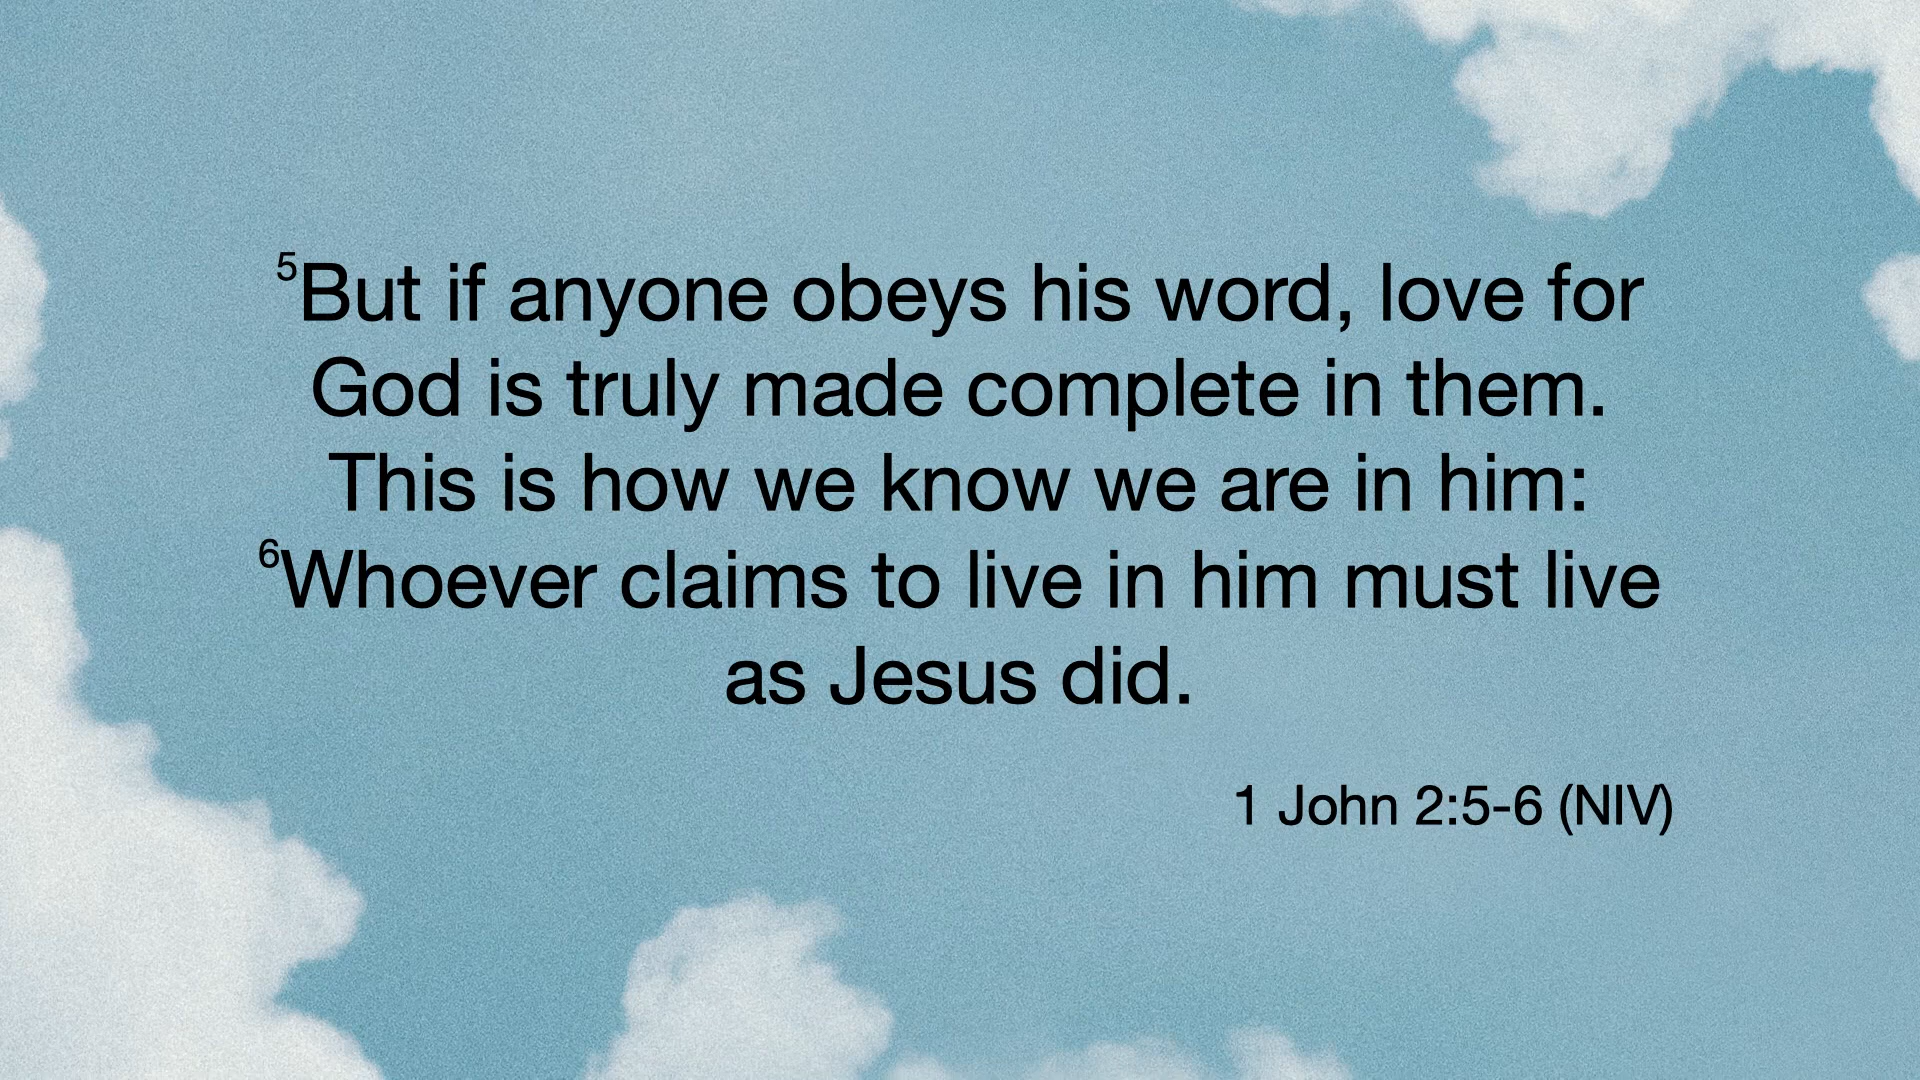 ⁵But if anyone obeys his word, love for
God is truly made complete in them.
This is how we know we are in him:
⁶Whoever claims to live in him must live
as Jesus did.
1 John 2:5-6 (NIV)